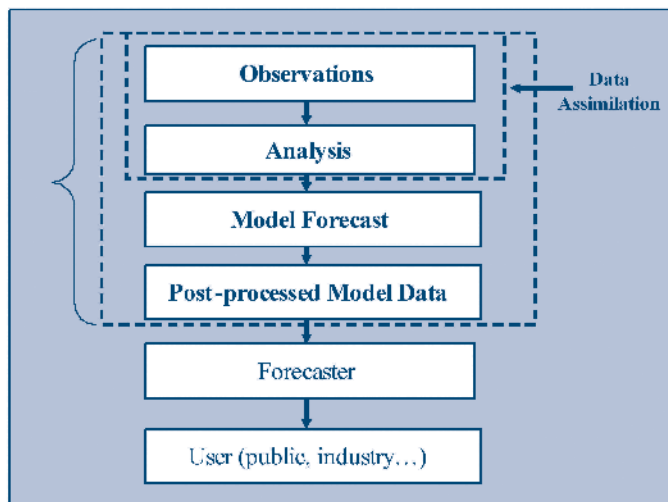 Observations
Data
Assimilation
Analysis
Model Forecast
Post-processed Model Data
Forecaster
User (public, industry…)